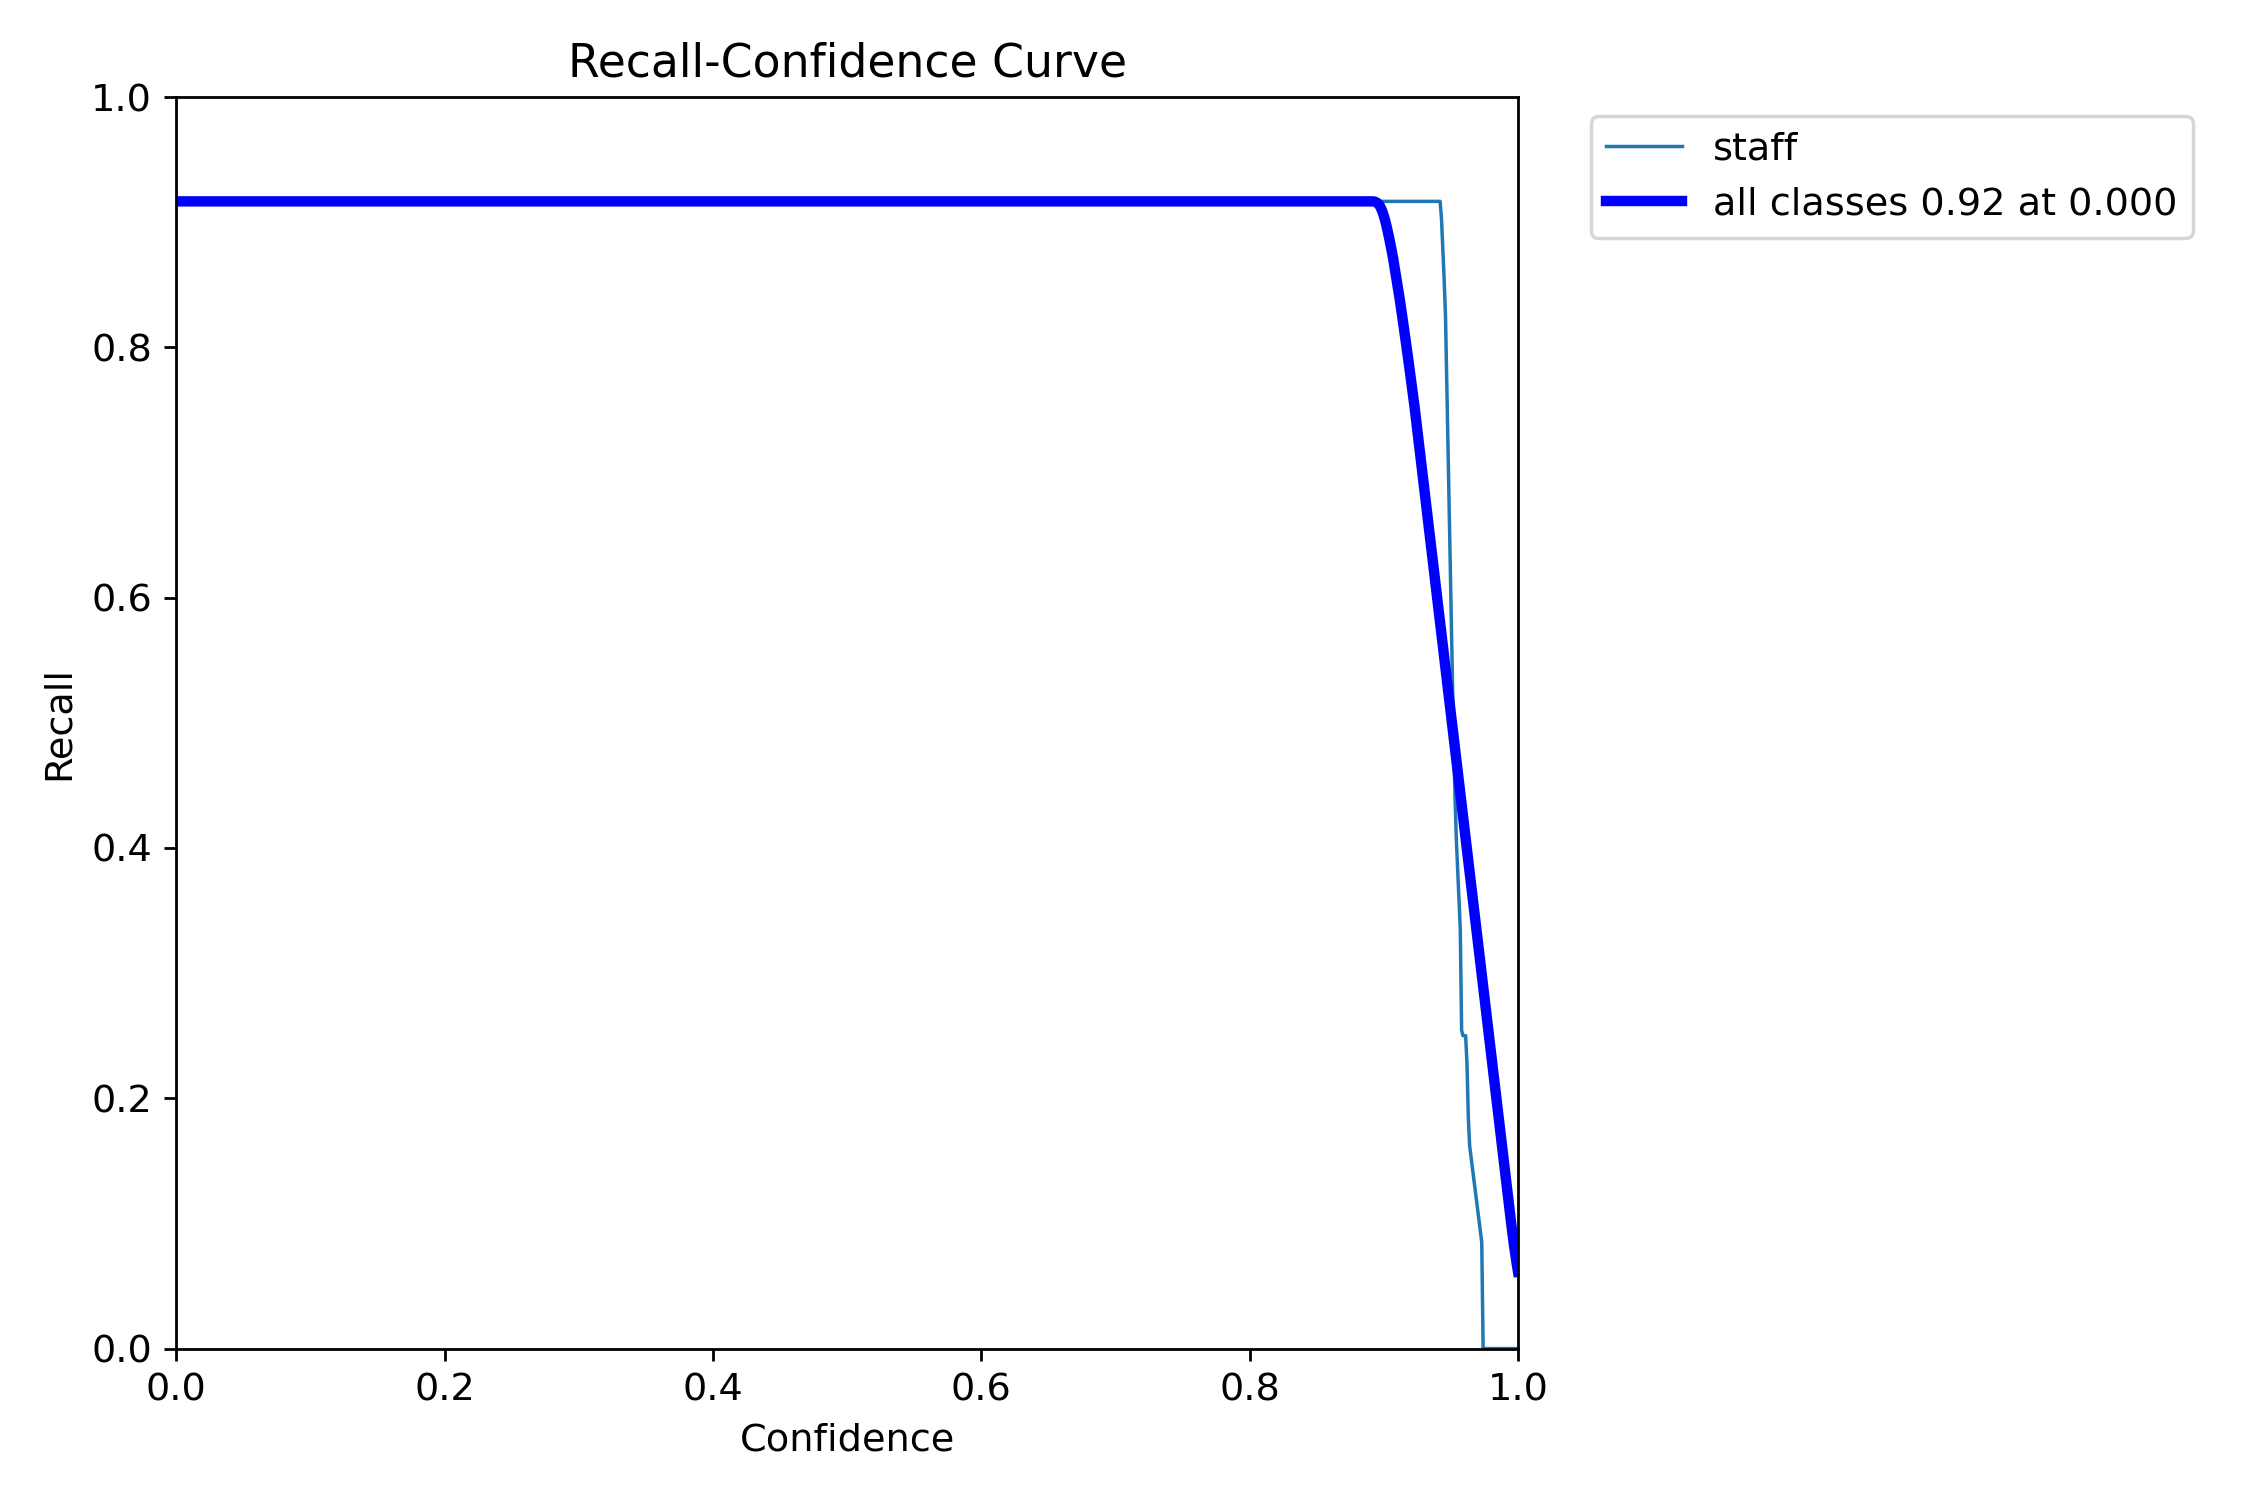 Recall-Confidence Curve
staff
all classes 0.92 at 0.000
1.0
0.8
0.6
0.4
0.2
0.0
Recall
0.0 0.2 0.4 0.6 0.8 1.0
Confidence